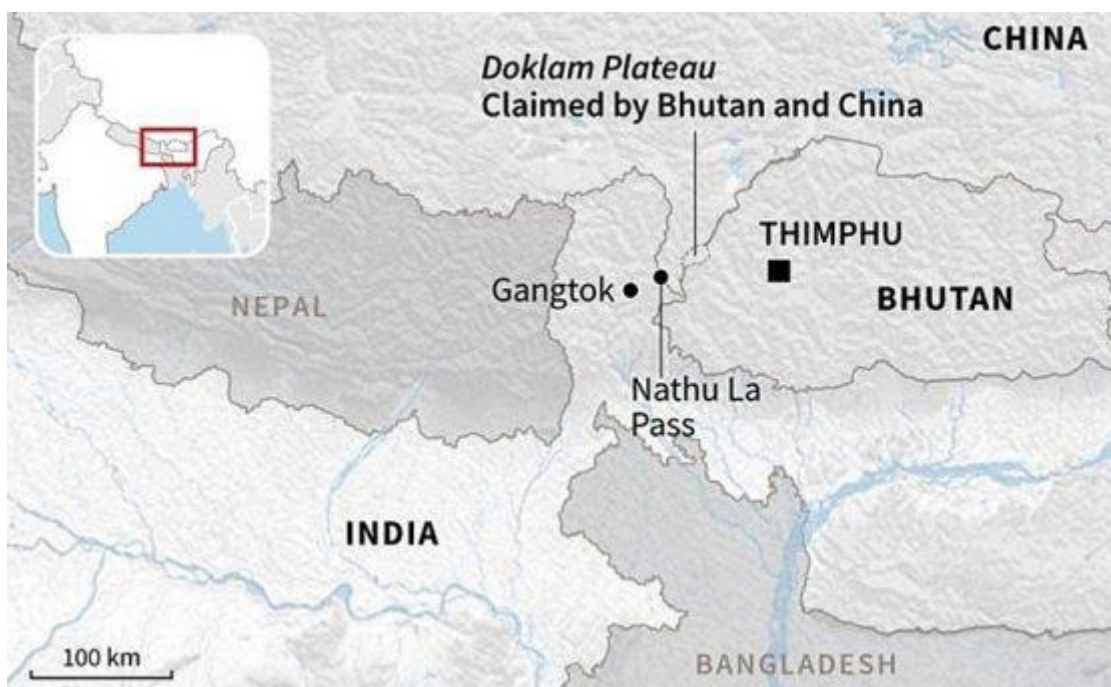 CHINA
Doklam Plateau
Claimed by Bhutan and China
THIMPHU
Gangtok
BHUTAN
NEPAL
Nathu La
Pass
INDIA
100 km
BANGLADESH